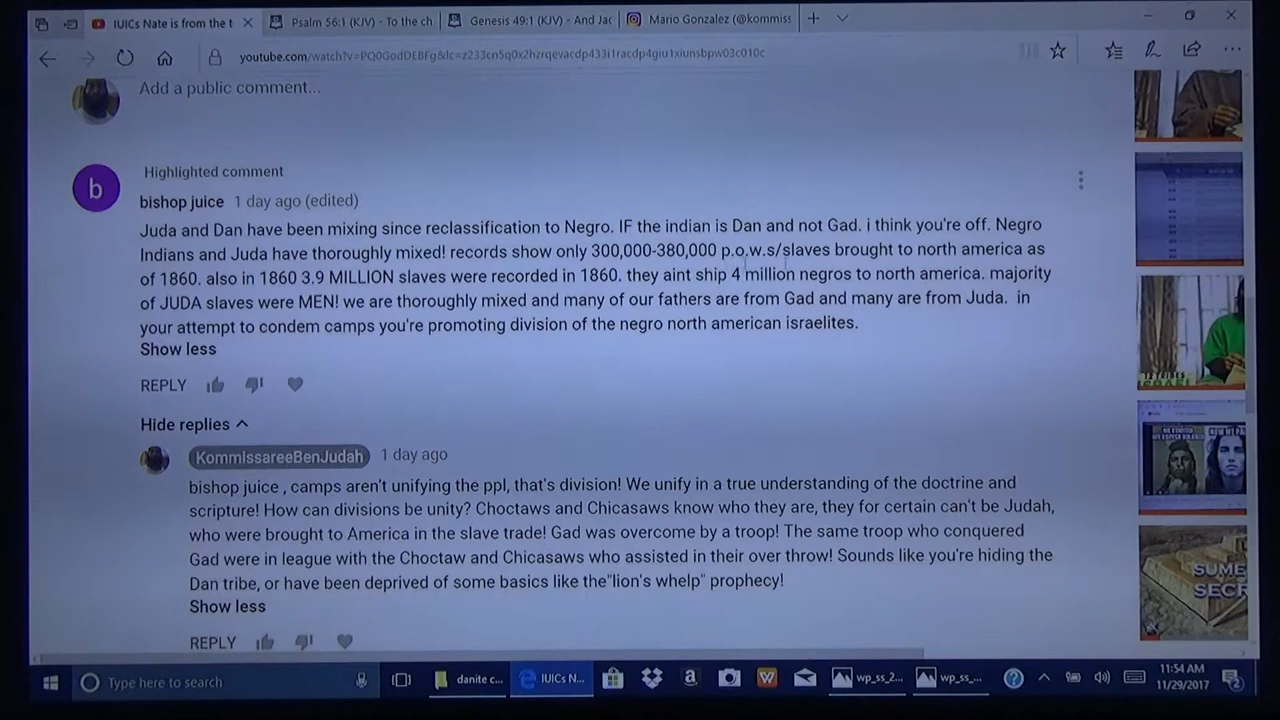 IUICs Nate is from the t
Psalm 56:1 (KJV) - To the ch
Genesis 49:1 (KJV) - And Jac
Mario Gonzalez (@kommiss
youtube.com/watch?v=PQ0GodDEBFg&lc=z233cn5q0x2hzrqevacdp433i1racdp4giu1xiunsbpw03c010c
Add a public comment...
Highlighted comment
b
bishop juice 1 day ago (edited)
Juda and Dan have been mixing since reclassification to Negro. IF the indian is Dan and not Gad. i think you're off. Negro
Indians and Juda have thoroughly mixed! records show only 300,000-380,000 p.o.w.s/slaves brought to north america as
of 1860. also in 1860 3.9 MILLION slaves were recorded in 1860. they aint ship 4 million negros to north america. majority
of JUDA slaves were MEN! we are thoroughly mixed and many of our fathers are from Gad and many are from Juda. in
your attempt to condem camps you're promoting division of the negro north american israelites.
Show less
REPLY
Hide replies
KommIssareeBenJudah 1 day ago
bishop juice , camps aren't unifying the ppl, that's division! We unify in a true understanding of the doctrine and
scripture! How can divisions be unity? Choctaws and Chicasaws know who they are, they for certain can't be Judah,
who were brought to America in the slave trade! Gad was overcome by a troop! The same troop who conquered
Gad were in league with the Choctaw and Chicasaws who assisted in their over throw! Sounds like you're hiding the
Dan tribe, or have been deprived of some basics like the"lion's whelp" prophecy!
Show less
REPLY
SUME
SECR
Type here to search
danite c...
IUICs N...
wp_ss_2...
wp_ss_...
11:54 AM
11/29/2017
2